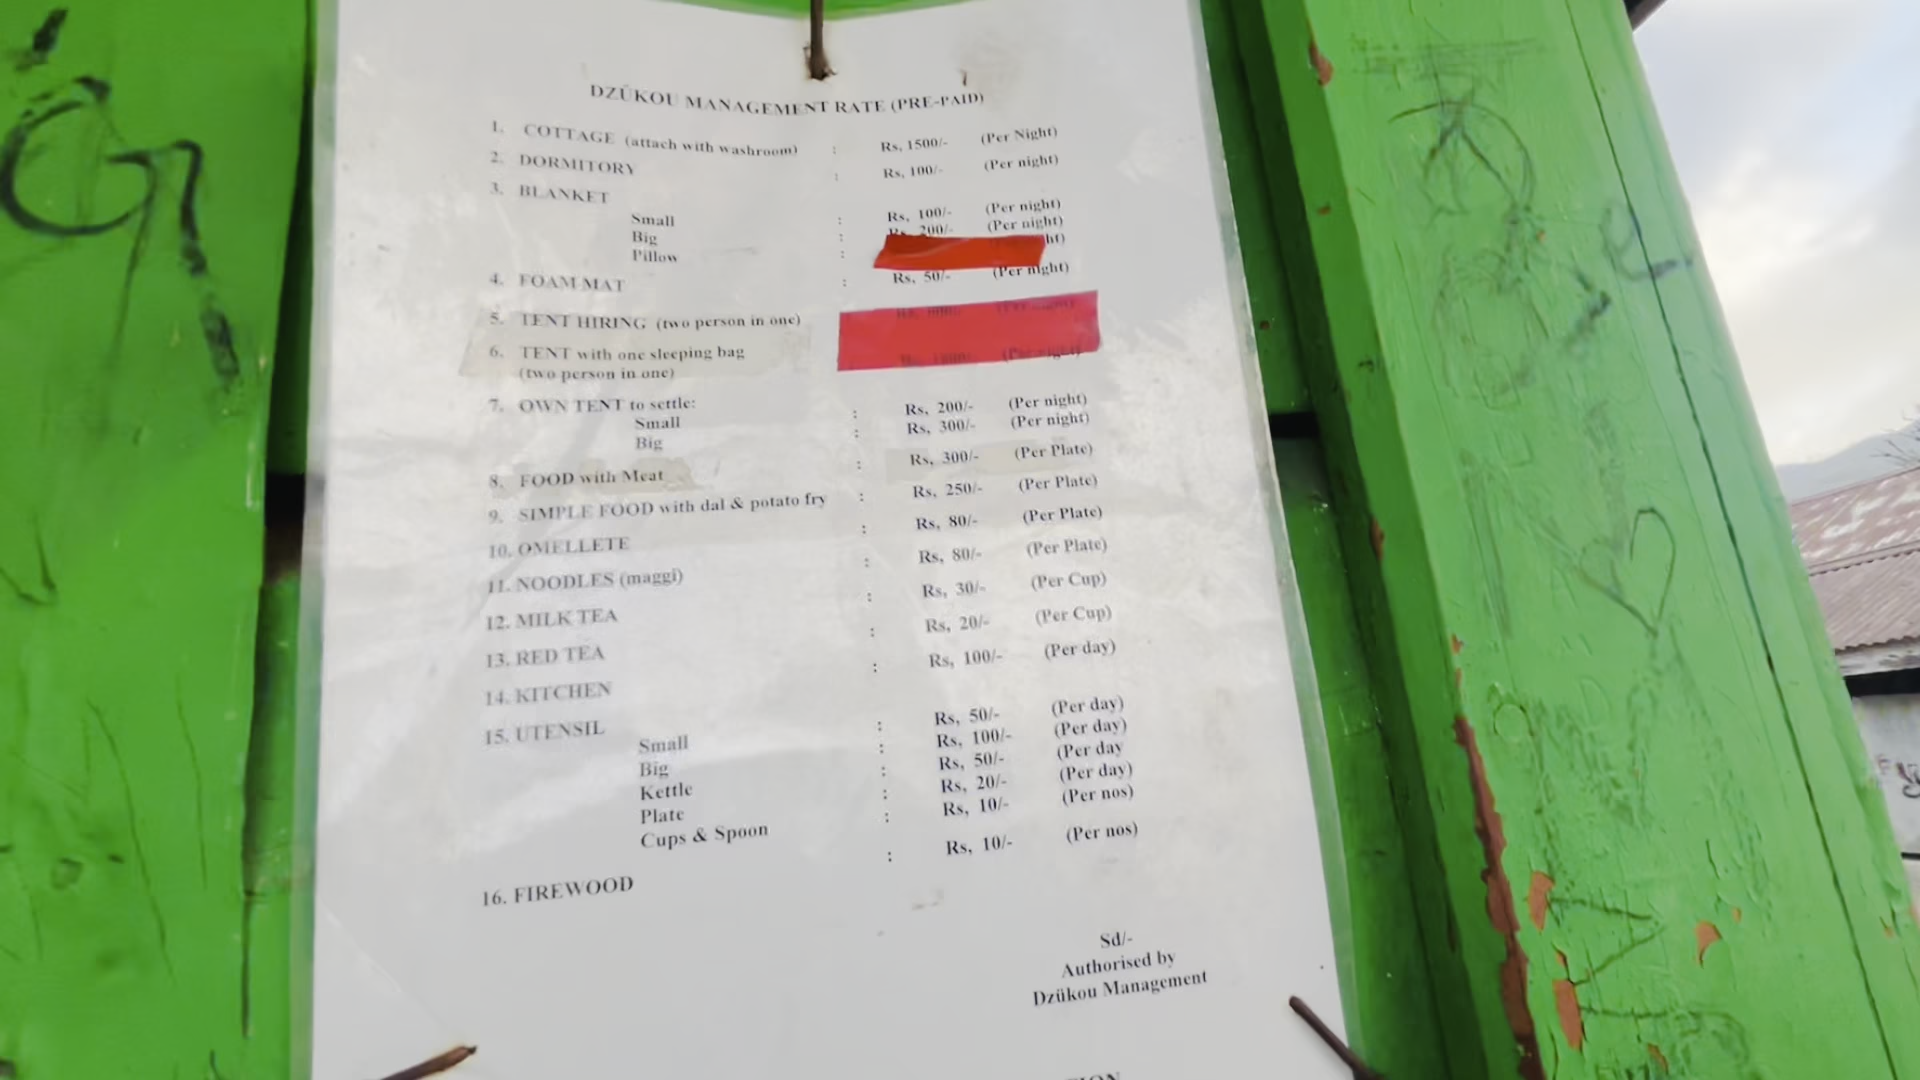 DZÜKOU MANAGEMENT RATE (PRE-PAID)
1. COTTAGE (attach with washroom) : Rs, 1500/- (Per Night)
2. DORMITORY : Rs, 100/- (Per night)
3. BLANKET
Small : Rs, 100/- (Per night)
Big : Rs, 200/- (Per night)
Pillow : ht)
4. FOAM MAT : Rs, 50/- (Per night)
5. TENT HIRING (two person in one)
6. TENT with one sleeping bag (Per night)
(two person in one)
7. OWN TENT to settle:
Small : Rs, 200/- (Per night)
Big : Rs, 300/- (Per night)
8. FOOD with Meat : Rs, 300/- (Per Plate)
9. SIMPLE FOOD with dal & potato fry : Rs, 250/- (Per Plate)
10. OMELLETE : Rs, 80/- (Per Plate)
11. NOODLES (maggi) : Rs, 80/- (Per Plate)
12. MILK TEA : Rs, 30/- (Per Cup)
13. RED TEA : Rs, 20/- (Per Cup)
14. KITCHEN : Rs, 100/- (Per day)
15. UTENSIL
Small : Rs, 50/- (Per day)
Big : Rs, 100/- (Per day)
Kettle : Rs, 50/- (Per day
Plate : Rs, 20/- (Per day)
Cups & Spoon : Rs, 10/- (Per nos)
16. FIREWOOD : Rs, 10/- (Per nos)
Sd/-
Authorised by
Dzükou Management